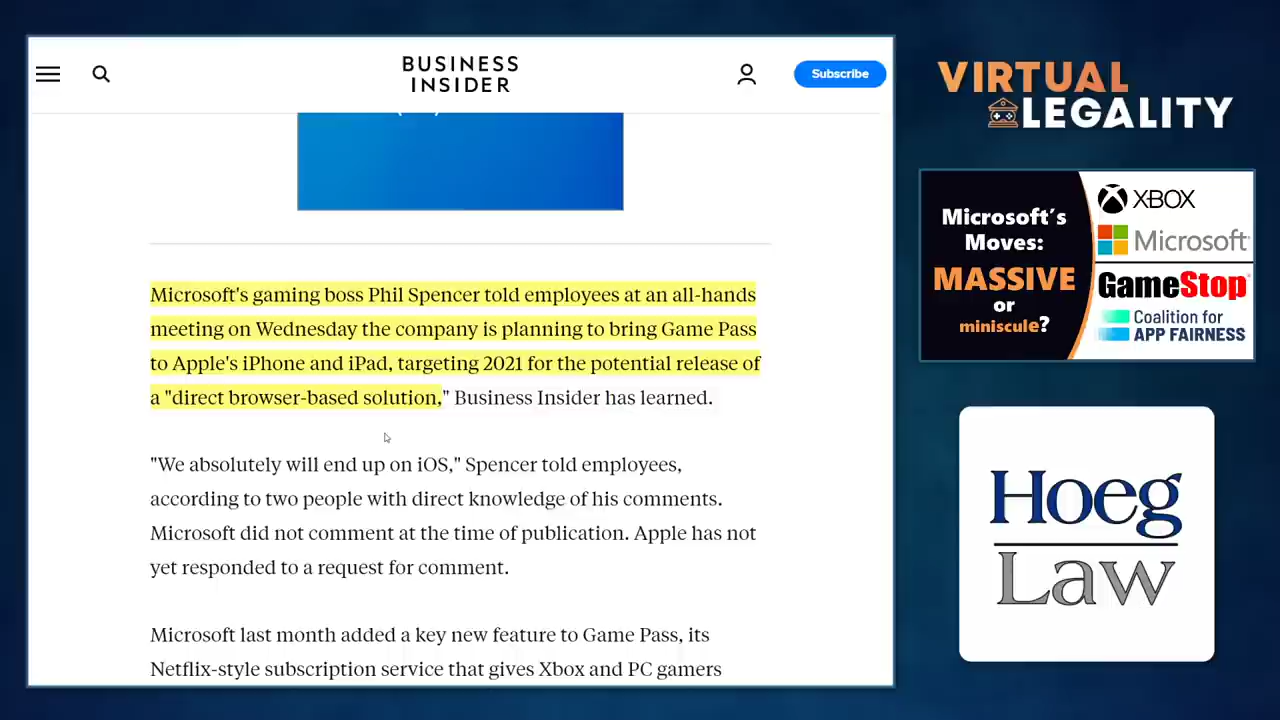 BUSINESS
INSIDER
Subscribe
Microsoft's gaming boss Phil Spencer told employees at an all-hands
meeting on Wednesday the company is planning to bring Game Pass
to Apple's iPhone and iPad, targeting 2021 for the potential release of
a "direct browser-based solution," Business Insider has learned.
"We absolutely will end up on iOS," Spencer told employees,
according to two people with direct knowledge of his comments.
Microsoft did not comment at the time of publication. Apple has not
yet responded to a request for comment.
Microsoft last month added a key new feature to Game Pass, its
Netflix-style subscription service that gives Xbox and PC gamers
VIRTUAL
LEGALITY
Microsoft's
Moves:
MASSIVE
or
miniscule?
XBOX
Microsoft
GameStop
Coalition for
APP FAIRNESS
Hoeg
Law